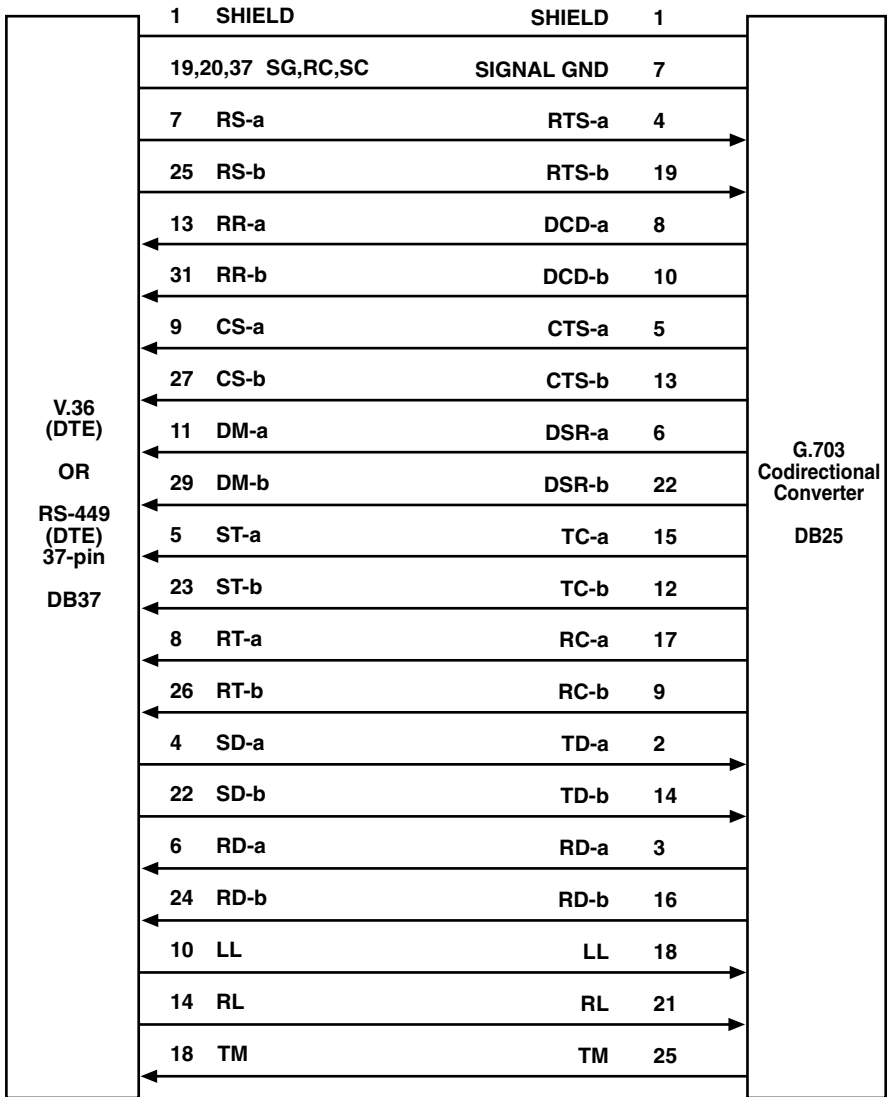 1 SHIELD SHIELD 1
19,20,37 SG,RC,SC SIGNAL GND 7
7 RS-a RTS-a 4
25 RS-b RTS-b 19
13 RR-a DCD-a 8
31 RR-b DCD-b 10
9 CS-a CTS-a 5
27 CS-b CTS-b 13
11 DM-a DSR-a 6
29 DM-b DSR-b 22
5 ST-a TC-a 15
23 ST-b TC-b 12
8 RT-a RC-a 17
26 RT-b RC-b 9
4 SD-a TD-a 2
22 SD-b TD-b 14
6 RD-a RD-a 3
24 RD-b RD-b 16
10 LL LL 18
14 RL RL 21
18 TM TM 25
V.36
(DTE)
OR
RS-449
(DTE)
37-pin
DB37
G.703
Codirectional
Converter
DB25